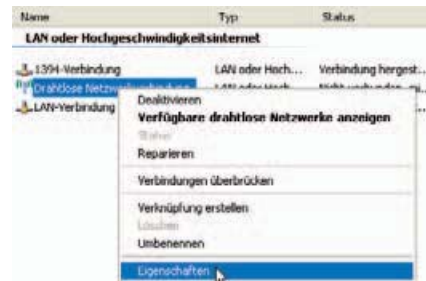 Name Typ Status
LAN oder Hochgeschwindigkeitsinternet
1394-Verbindung LAN oder Hoch... Verbindung hergest...
Drahtlose
LAN-Verbindung
Deaktivieren
Verfügbare drahtlose Netzwerke anzeigen
Status
Reparieren
Verbindungen überbrücken
Verknüpfung erstellen
Löschen
Umbenennen
Eigenschaften